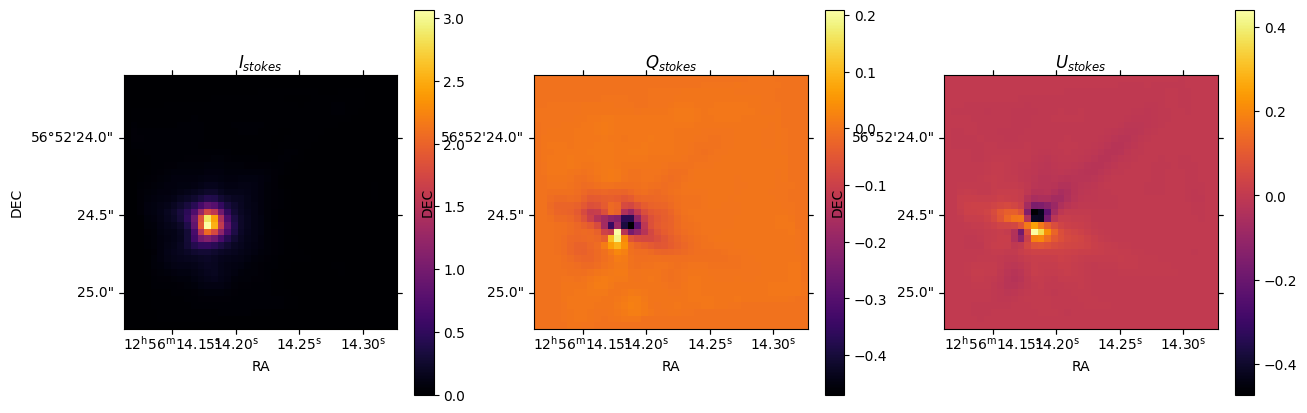 I_stokes
Q_stokes
U_stokes
3.0
2.5
2.0
1.5
1.0
0.5
0.0
0.2
0.1
0.0
−0.1
−0.2
−0.3
−0.4
0.4
0.2
0.0
−0.2
−0.4
56°52'24.0"
24.5"
25.0"
DEC
12ʰ56ᵐ14.15ˢ
14.20ˢ
14.25ˢ
14.30ˢ
RA
56°52'24.0"
24.5"
25.0"
DEC
12ʰ56ᵐ14.15ˢ
14.20ˢ
14.25ˢ
14.30ˢ
RA
56°52'24.0"
24.5"
25.0"
DEC
12ʰ56ᵐ14.15ˢ
14.20ˢ
14.25ˢ
14.30ˢ
RA